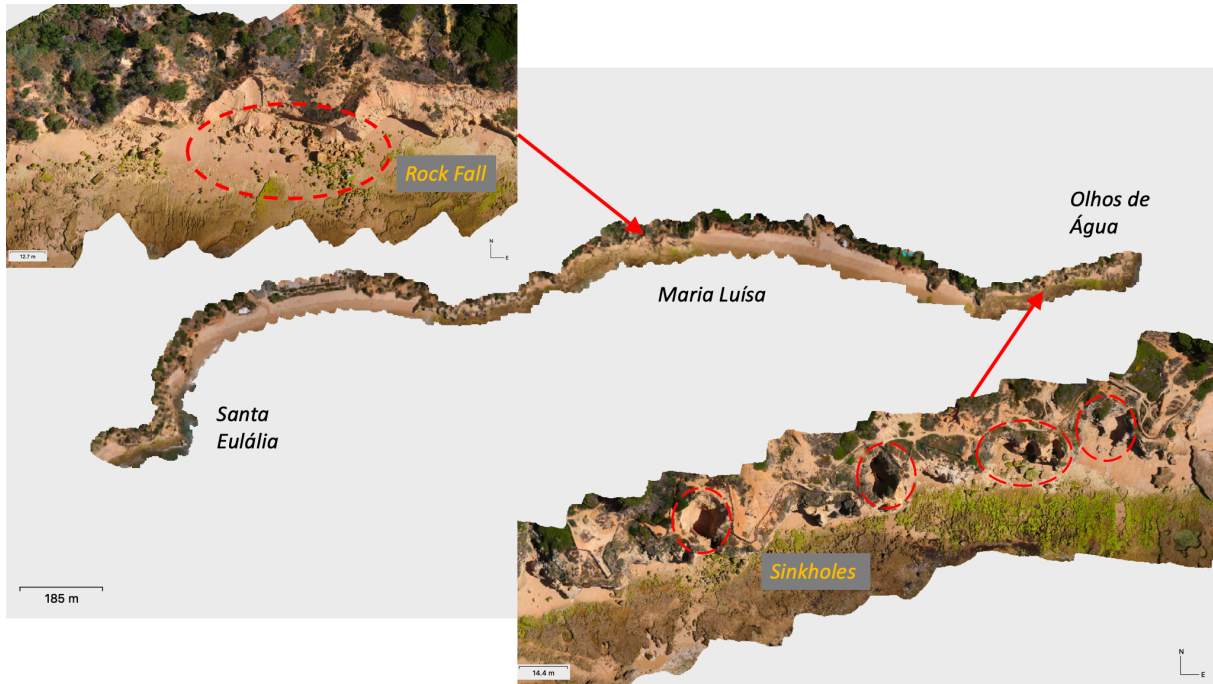 Rock Fall
12.7 m
N
E
Olhos de
Água
Maria Luísa
Santa
Eulália
185 m
Sinkholes
14.4 m
N
E